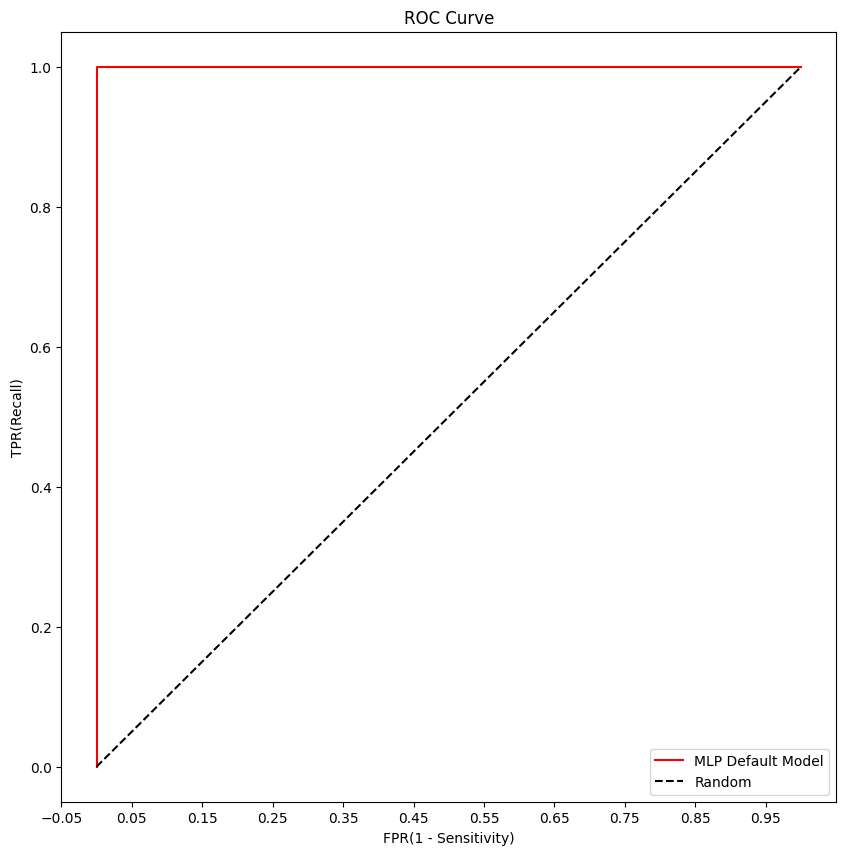 ROC Curve
1.0
0.8
0.6
0.4
0.2
0.0
TPR(Recall)
MLP Default Model
Random
−0.05 0.05 0.15 0.25 0.35 0.45 0.55 0.65 0.75 0.85 0.95
FPR(1 - Sensitivity)